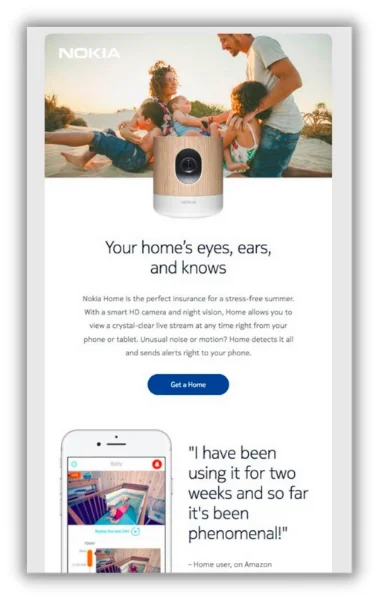 NOKIA
NOKIA
Your home's eyes, ears,
and knows
Nokia Home is the perfect insurance for a stress-free summer.
With a smart HD camera and night vision, Home allows you to
view a crystal-clear live stream at any time right from your
phone or tablet. Unusual noise or motion? Home detects it all
and sends alerts right to your phone.
Get a Home
Baby
"I have been
using it for two
weeks and so far
it's been
phenomenal!"
– Home user, on Amazon